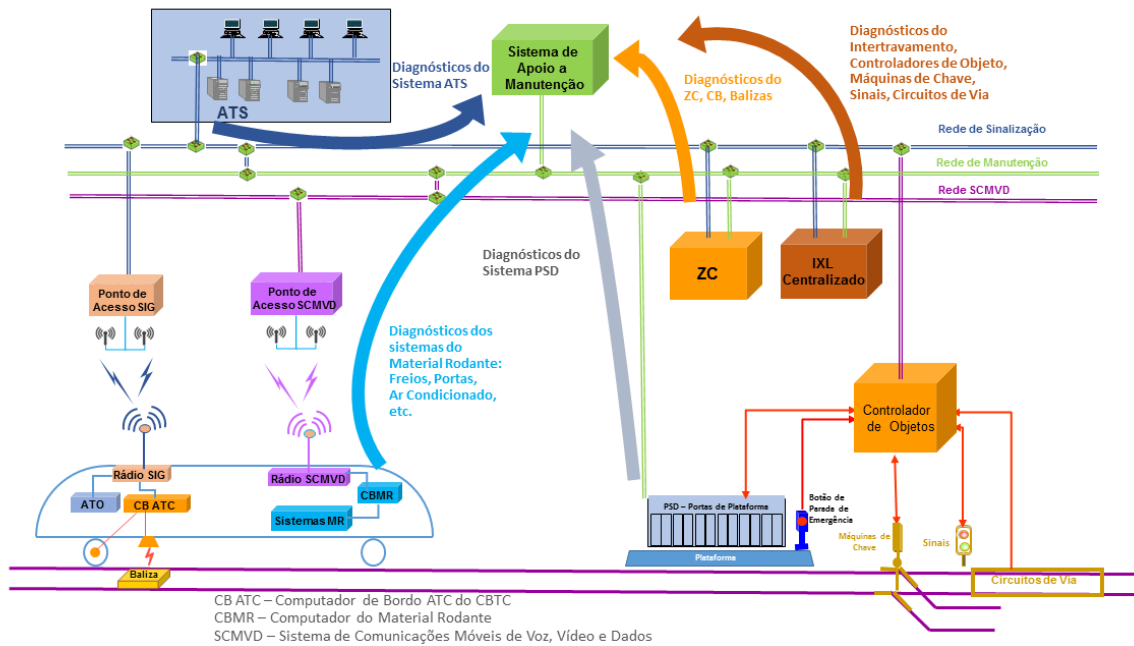 ATS
Diagnósticos do
Sistema ATS
Sistema de
Apoio a
Manutenção
Diagnósticos do
ZC, CB, Balizas
Diagnósticos do
Intertravamento,
Controladores de Objeto,
Máquinas de Chave,
Sinais, Circuitos de Via
Rede de Sinalização
Rede de Manutenção
Rede SCMVD
Diagnósticos do
Sistema PSD
ZC
IXL
Centralizado
Ponto de
Acesso SIG
Ponto de
Acesso SCMVD
Diagnósticos dos
sistemas do
Material Rodante:
Freios, Portas,
Ar Condicionado,
etc.
Controlador
de Objetos
Rádio SIG
ATO
CB ATC
Rádio SCMVD
CBMR
Sistemas MR
Baliza
PSD – Portas de Plataforma
Plataforma
Botão de
Parada de
Emergência
Máquinas de
Chave
Sinais
Circuitos de Via
CB ATC – Computador de Bordo ATC do CBTC
CBMR – Computador do Material Rodante
SCMVD – Sistema de Comunicações Móveis de Voz, Vídeo e Dados